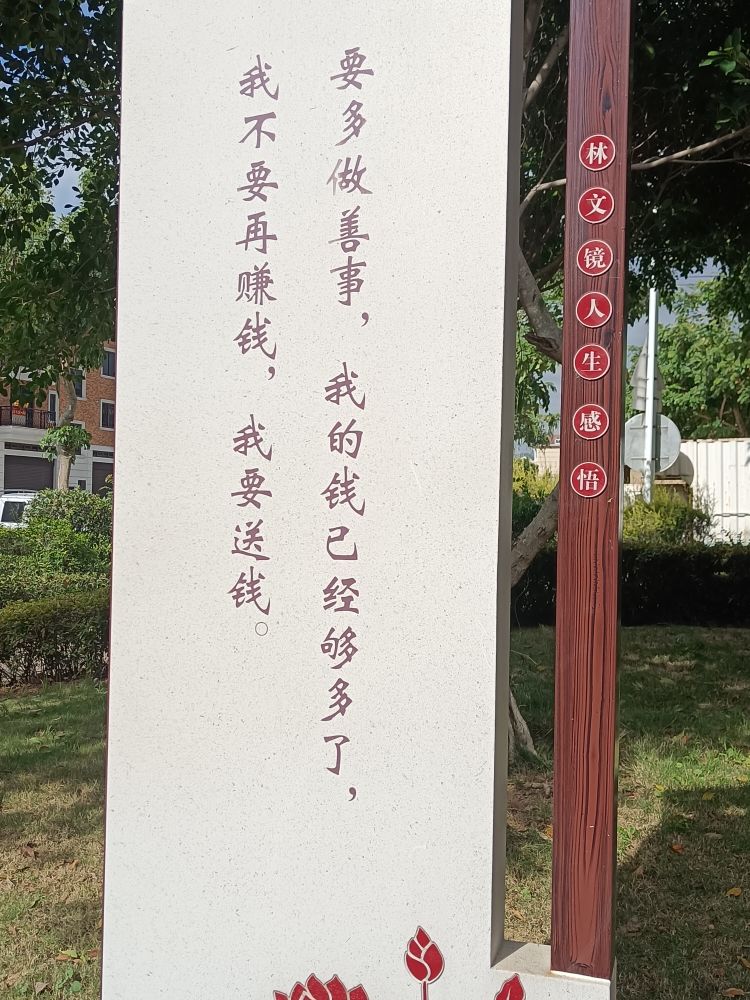 林文镜人生感悟
要多做善事，我的钱已经够多了，
我不要再赚钱，我要送钱。